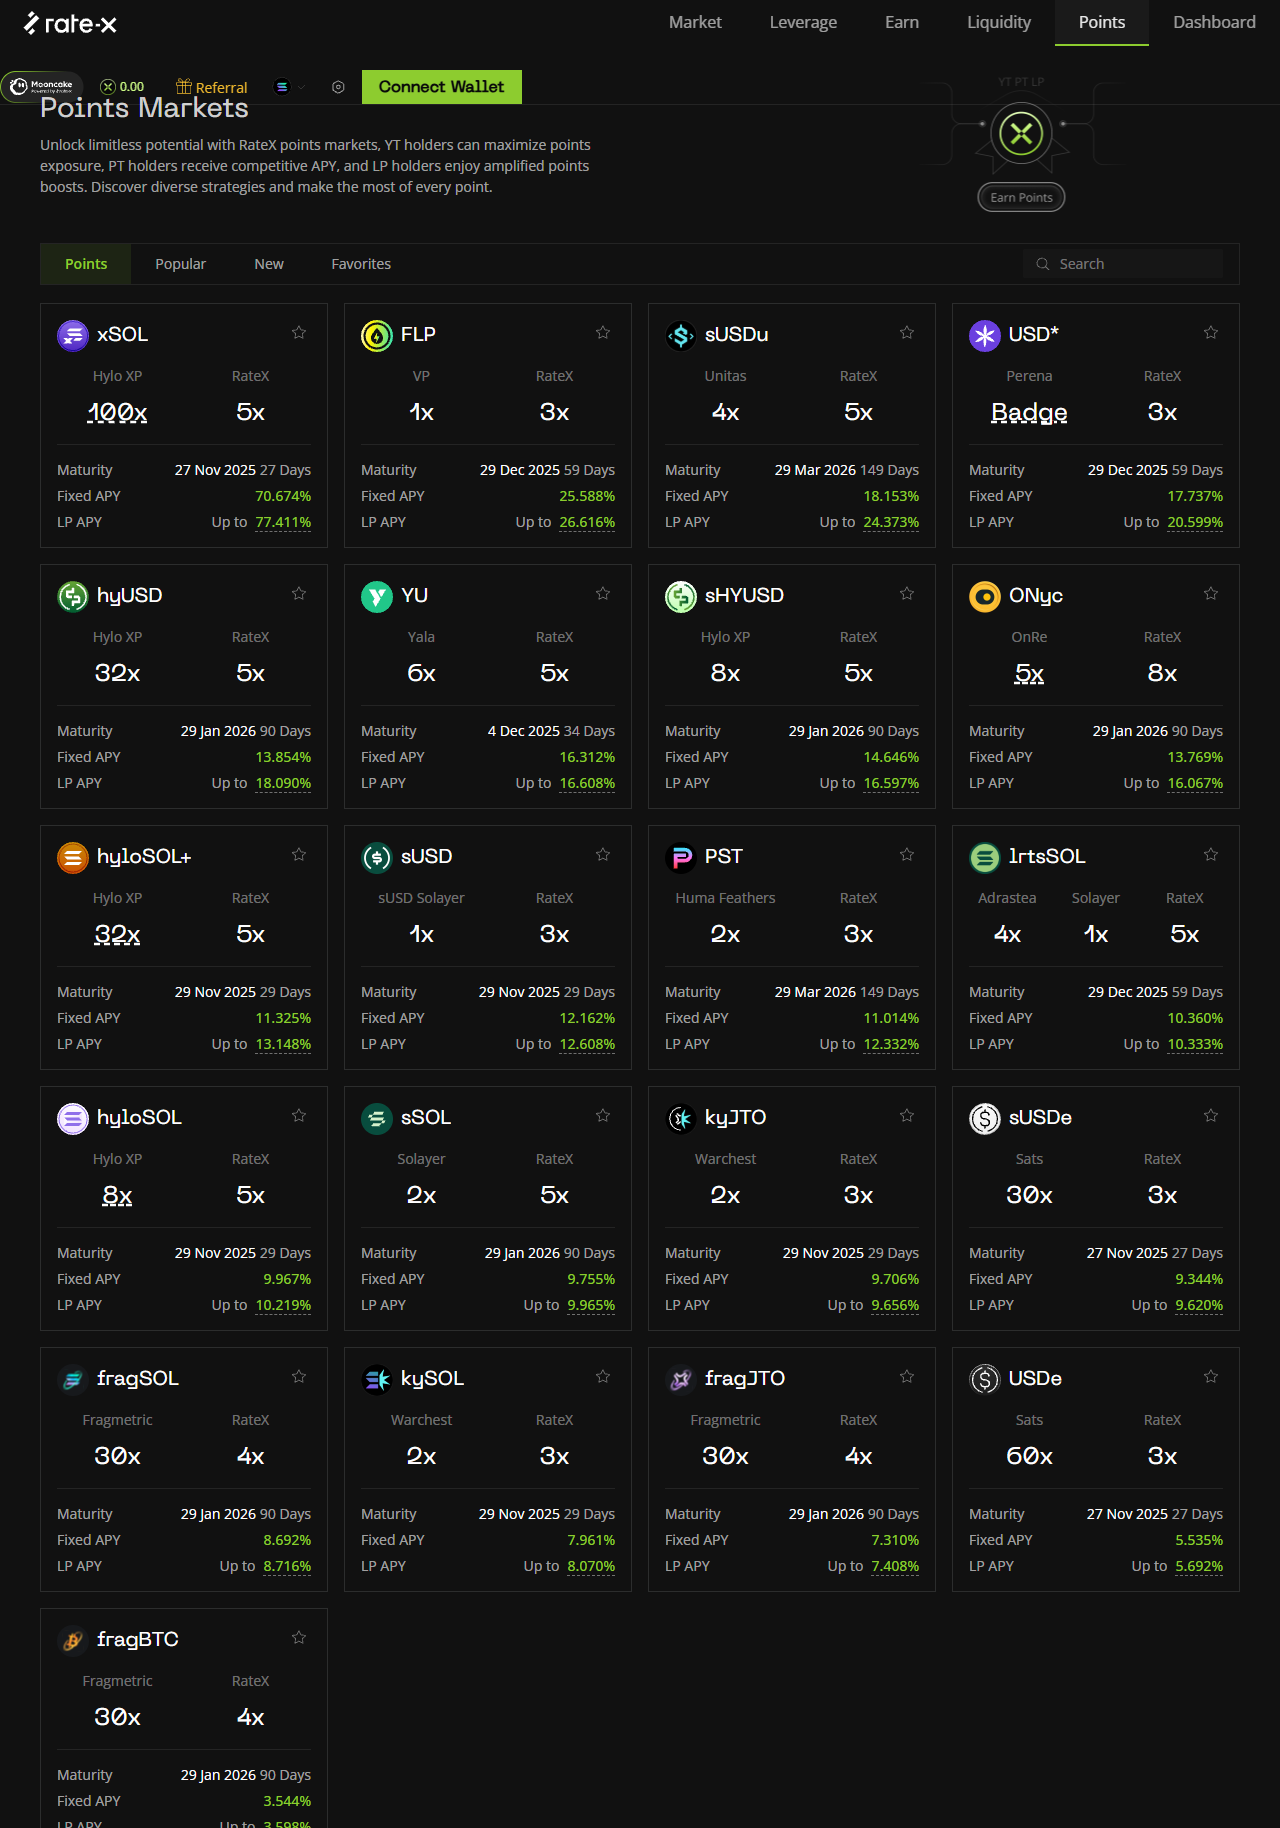 rate-x
Market Leverage Earn Liquidity Points Dashboard
Mooncake
0.00 Referral Connect Wallet
YT PT LP
Points Markets
Unlock limitless potential with RateX points markets, YT holders can maximize points
exposure, PT holders receive competitive APY, and LP holders enjoy amplified points
boosts. Discover diverse strategies and make the most of every point.
Earn Points
Points Popular New Favorites Search
xSOL FLP sUSDu USD*
Hylo XP RateX VP RateX Unitas RateX Perena RateX
100x 5x 1x 3x 4x 5x Badge 3x
Maturity 27 Nov 2025 27 Days Maturity 29 Dec 2025 59 Days Maturity 29 Mar 2026 149 Days Maturity 29 Dec 2025 59 Days
Fixed APY 70.674% Fixed APY 25.588% Fixed APY 18.153% Fixed APY 17.737%
LP APY Up to 77.411% LP APY Up to 26.616% LP APY Up to 24.373% LP APY Up to 20.599%
hyUSD YU sHYUSD ONyc
Hylo XP RateX Yala RateX Hylo XP RateX OnRe RateX
32x 5x 6x 5x 8x 5x 5x 8x
Maturity 29 Jan 2026 90 Days Maturity 4 Dec 2025 34 Days Maturity 29 Jan 2026 90 Days Maturity 29 Jan 2026 90 Days
Fixed APY 13.854% Fixed APY 16.312% Fixed APY 14.646% Fixed APY 13.769%
LP APY Up to 18.090% LP APY Up to 16.608% LP APY Up to 16.597% LP APY Up to 16.067%
hyloSOL+ sUSD PST lrtsSOL
Hylo XP RateX sUSD Solayer RateX Huma Feathers RateX Adrastea Solayer RateX
32x 5x 1x 3x 2x 3x 4x 1x 5x
Maturity 29 Nov 2025 29 Days Maturity 29 Nov 2025 29 Days Maturity 29 Mar 2026 149 Days Maturity 29 Dec 2025 59 Days
Fixed APY 11.325% Fixed APY 12.162% Fixed APY 11.014% Fixed APY 10.360%
LP APY Up to 13.148% LP APY Up to 12.608% LP APY Up to 12.332% LP APY Up to 10.333%
hyloSOL sSOL kyJTO sUSDe
Hylo XP RateX Solayer RateX Warchest RateX Sats RateX
8x 5x 2x 5x 2x 3x 30x 3x
Maturity 29 Nov 2025 29 Days Maturity 29 Jan 2026 90 Days Maturity 29 Nov 2025 29 Days Maturity 27 Nov 2025 27 Days
Fixed APY 9.967% Fixed APY 9.755% Fixed APY 9.706% Fixed APY 9.344%
LP APY Up to 10.219% LP APY Up to 9.965% LP APY Up to 9.656% LP APY Up to 9.620%
fragSOL kySOL fragJTO USDe
Fragmetric RateX Warchest RateX Fragmetric RateX Sats RateX
30x 4x 2x 3x 30x 4x 60x 3x
Maturity 29 Jan 2026 90 Days Maturity 29 Nov 2025 29 Days Maturity 29 Jan 2026 90 Days Maturity 27 Nov 2025 27 Days
Fixed APY 8.692% Fixed APY 7.961% Fixed APY 7.310% Fixed APY 5.535%
LP APY Up to 8.716% LP APY Up to 8.070% LP APY Up to 7.408% LP APY Up to 5.692%
fragBTC
Fragmetric RateX
30x 4x
Maturity 29 Jan 2026 90 Days
Fixed APY 3.544%
LP APY Up to 3.598%